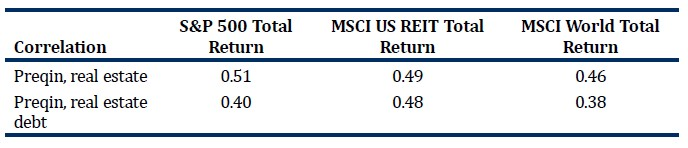 S&P 500 Total MSCI US REIT Total MSCI World Total
Correlation Return Return Return
Preqin, real estate 0.51 0.49 0.46
Preqin, real estate 0.40 0.48 0.38
debt